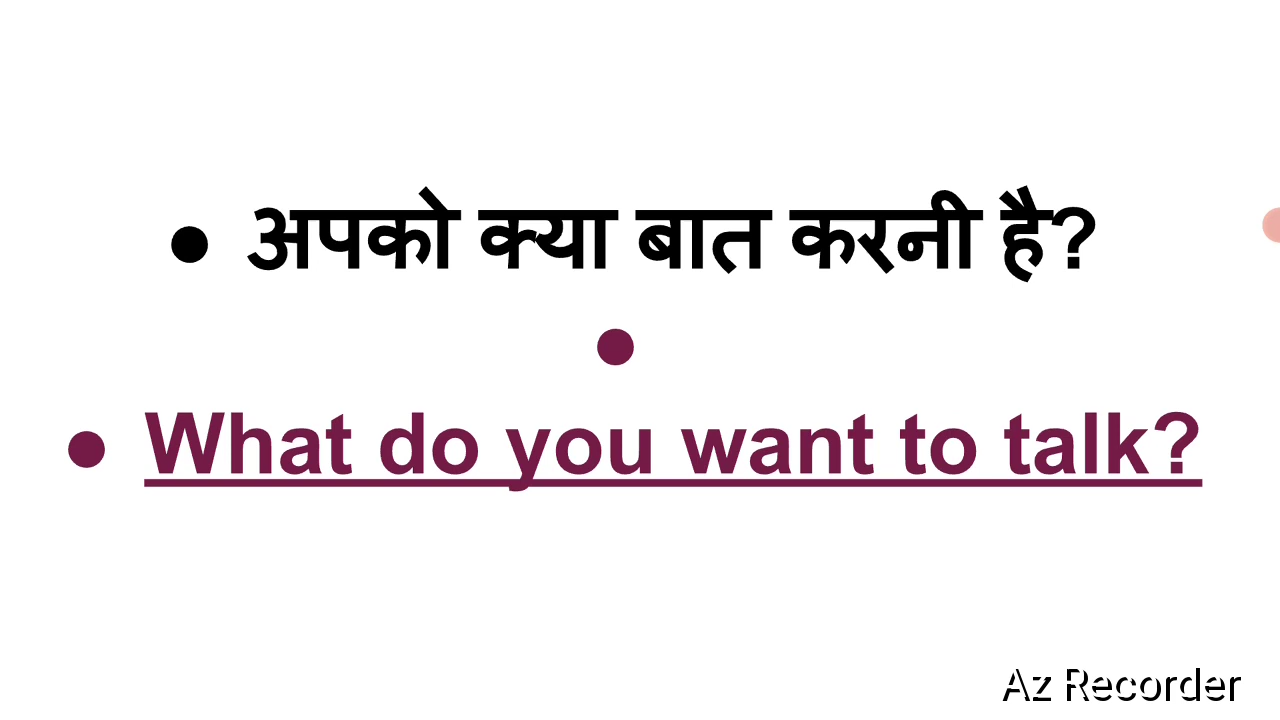 ● अपको क्या बात करनी है?
●
● What do you want to talk?
Az Recorder